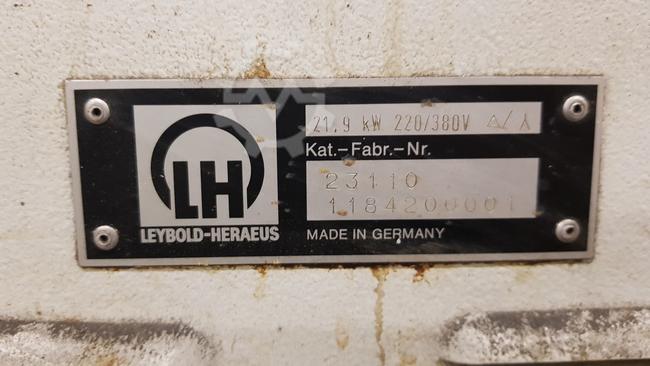 LH
LEYBOLD-HERAEUS
21,9 kW 220/380V △/⅄
Kat.-Fabr.-Nr.
23110
1184200001
MADE IN GERMANY